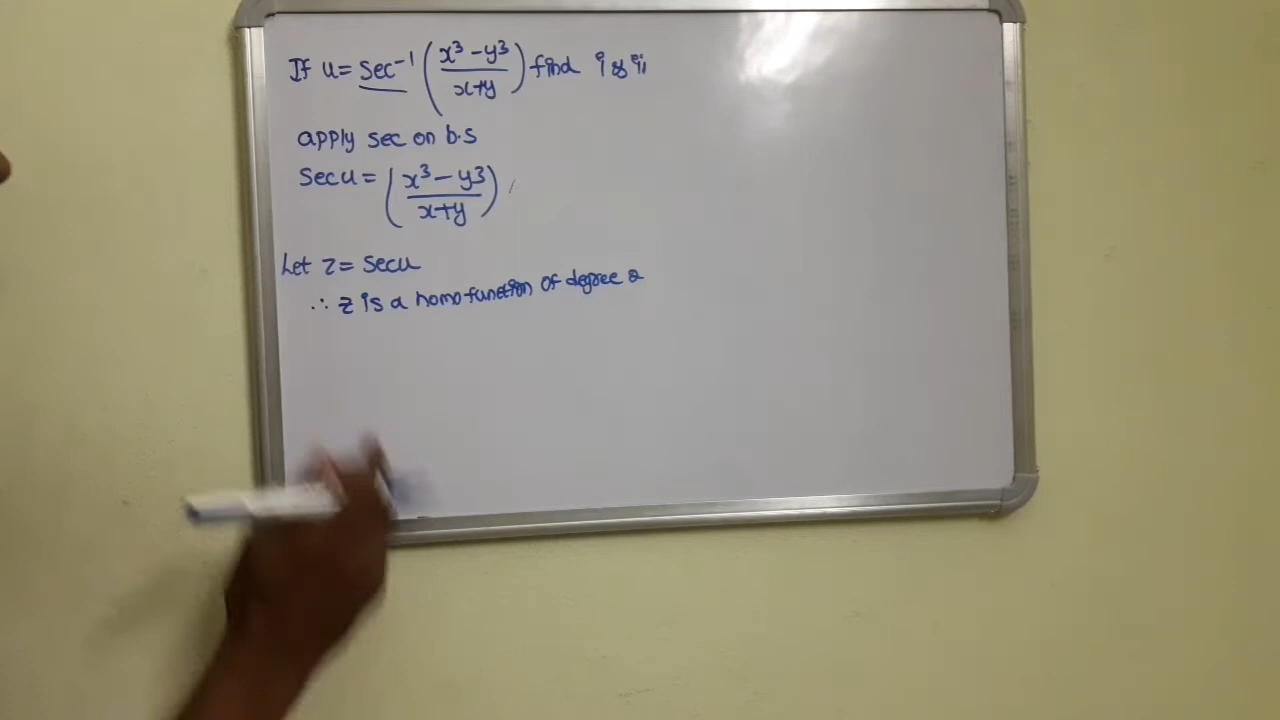 If u = sec⁻¹ (x³ - y3 / x+y) find i & ii
apply sec on b.s
sec u = (x³ - y3 / x+y)
Let z = sec u
∴ z is a homo function of degree 2